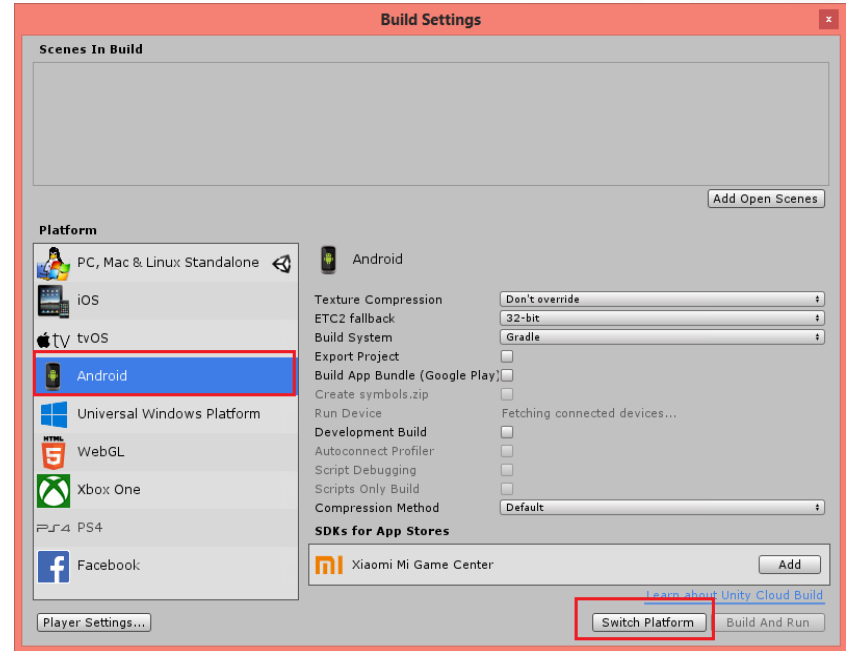 Build Settings
x
Scenes In Build
Add Open Scenes
Platform
PC, Mac & Linux Standalone
iOS
tv tvOS
Android
Universal Windows Platform
HTML 5 WebGL
Xbox One
PS4 PS4
f Facebook
Android
Texture Compression Don't override
ETC2 fallback 32-bit
Build System Gradle
Export Project
Build App Bundle (Google Play)
Create symbols.zip
Run Device Fetching connected devices...
Development Build
Autoconnect Profiler
Script Debugging
Scripts Only Build
Compression Method Default
SDKs for App Stores
Xiaomi Mi Game Center Add
Learn about Unity Cloud Build
Player Settings... Switch Platform Build And Run